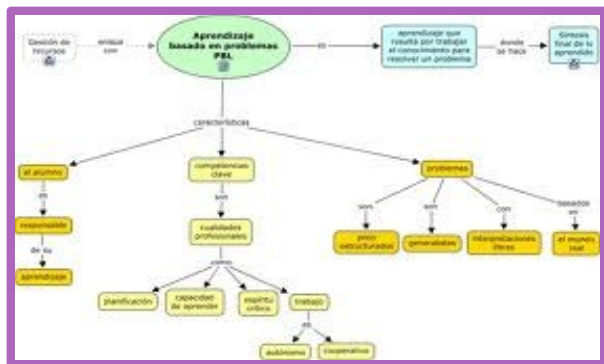 Gestión de
recursos
enlace
con
Aprendizaje
basado en problemas
PBL
es
aprendizaje que
resulta por trabajar
el conocimiento para
resolver un problema
donde
se hace
Síntesis
final de lo
aprendido
características
el alumno
es
responsable
de su
aprendizaje
competencias
clave
son
cualidades
profesionales
como
planificación
capacidad
de aprender
espíritu
crítico
trabajo
es
autónomo
cooperativo
problemas
son
poco
estructurados
son
generalistas
con
interpretaciones
libres
basados
en
el mundo
real